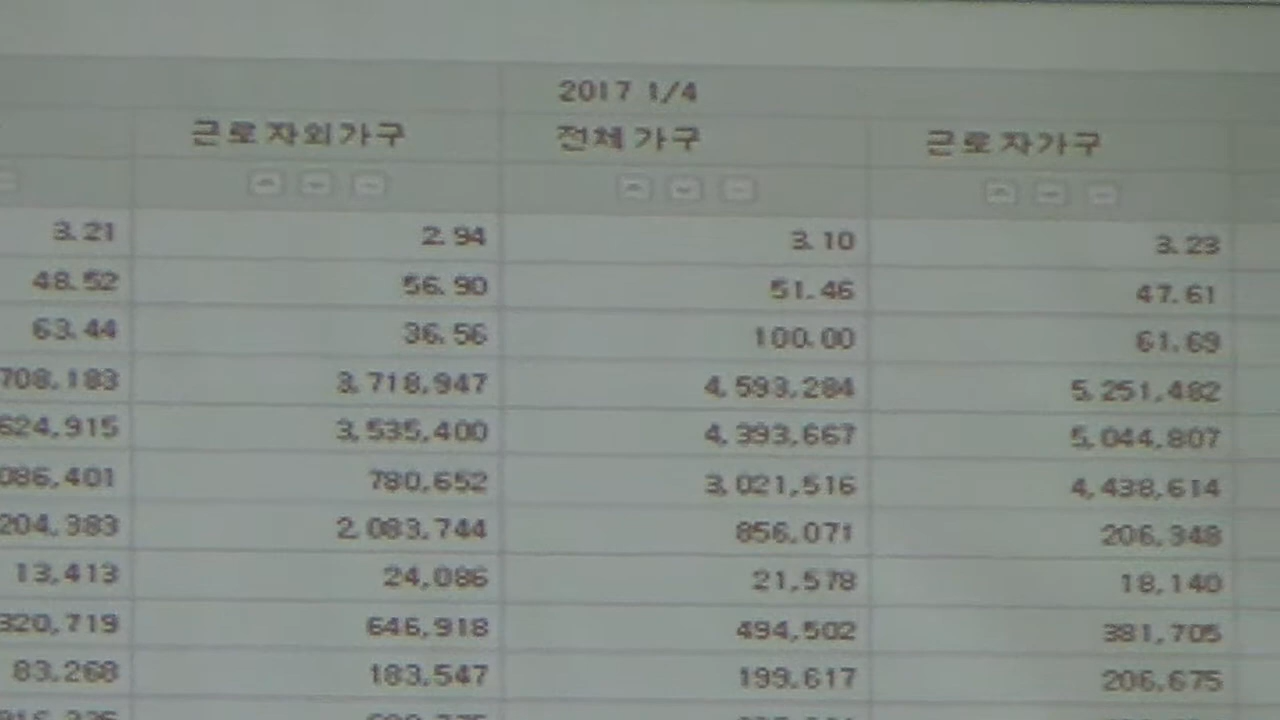 2017 1/4
근로자외가구 전체가구 근로자가구
3.21 2.94 3.10 3.23
48.52 56.90 51.46 47.61
63.44 36.56 100.00 61.69
708,183 3,718,947 4,593,284 5,251,482
624,915 3,535,400 4,393,667 5,044,807
086,401 780,652 3,021,516 4,438,614
204,383 2,083,744 856,071 206,348
13,413 24,086 21,578 18,140
320,719 646,918 494,502 381,705
83,268 183,547 199,617 206,675